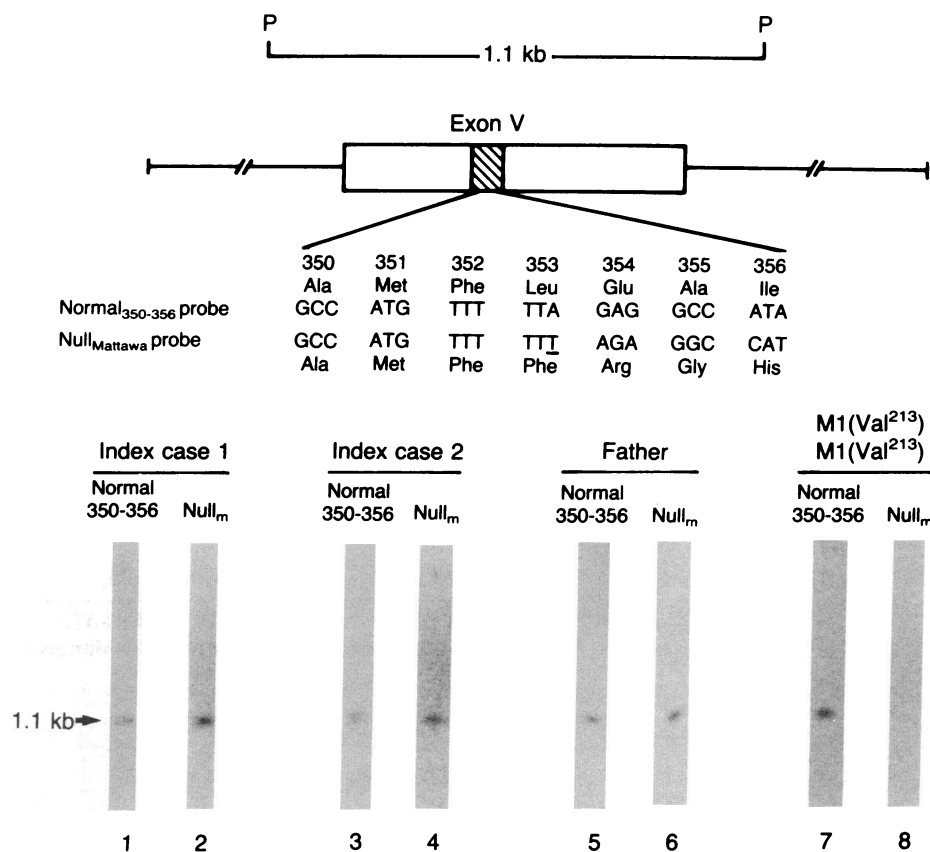 P P
1.1 kb
Exon V
350 351 352 353 354 355 356
Ala Met Phe Leu Glu Ala Ile
Normal350-356 probe GCC ATG TTT TTA GAG GCC ATA
NullMattawa probe GCC ATG TTT TTT AGA GGC CAT
Ala Met Phe Phe Arg Gly His
M1(Val213)
Index case 1 Index case 2 Father M1(Val213)
Normal Normal Normal Normal
350-356 Nullm 350-356 Nullm 350-356 Nullm 350-356 Nullm
1.1 kb
1 2 3 4 5 6 7 8